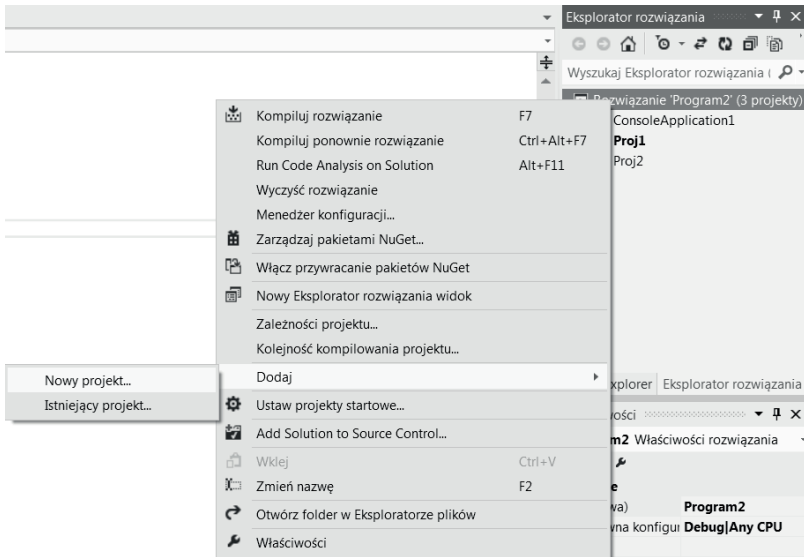 Eksplorator rozwiązania
Wyszukaj Eksplorator rozwiązania (
Rozwiązanie 'Program2' (3 projekty)
ConsoleApplication1
Proj1
Proj2
Kompiluj rozwiązanie F7
Kompiluj ponownie rozwiązanie Ctrl+Alt+F7
Run Code Analysis on Solution Alt+F11
Wyczyść rozwiązanie
Menedżer konfiguracji...
Zarządzaj pakietami NuGet...
Włącz przywracanie pakietów NuGet
Nowy Eksplorator rozwiązania widok
Zależności projektu...
Kolejność kompilowania projektu...
Dodaj
Nowy projekt...
Istniejący projekt...
Ustaw projekty startowe...
Add Solution to Source Control...
Wklej Ctrl+V
Zmień nazwę F2
Otwórz folder w Eksploratorze plików
Właściwości
xplorer Eksplorator rozwiązania
ości
m2 Właściwości rozwiązania
e
wa) Program2
wna konfigur Debug|Any CPU